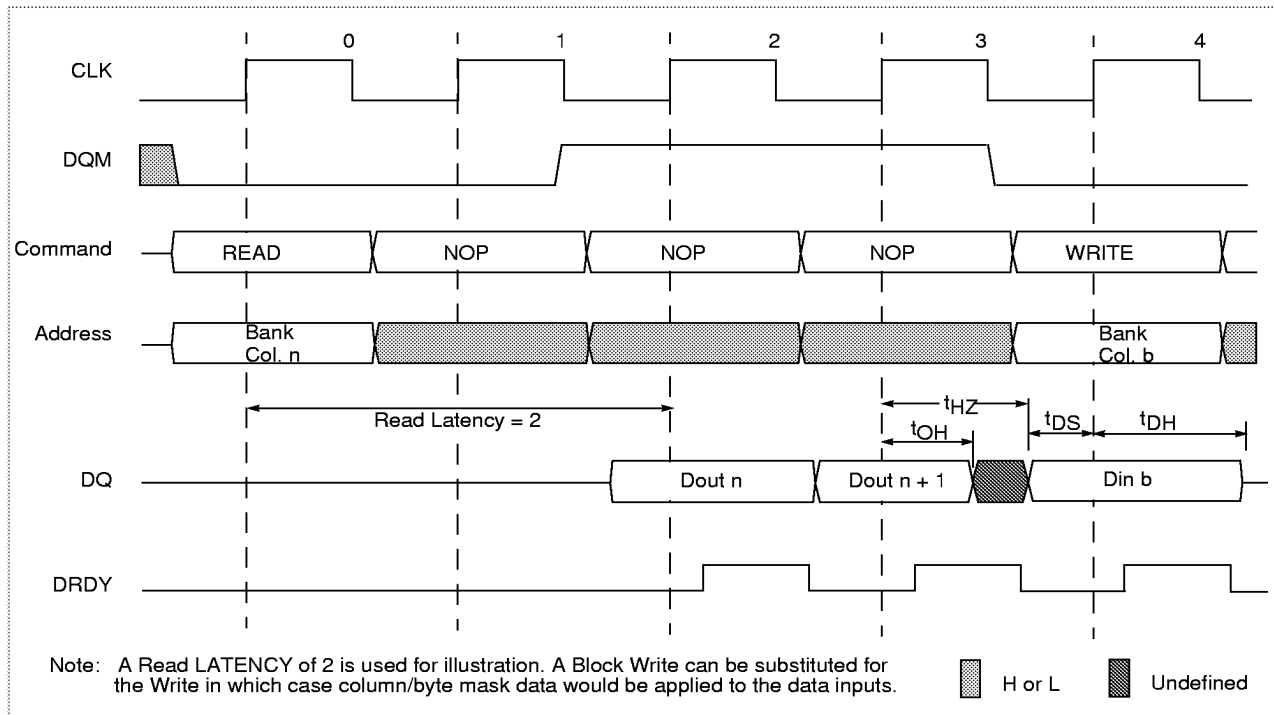 0 1 2 3 4
CLK
DQM
Command READ NOP NOP NOP WRITE
Address Bank Col. n Bank Col. b
Read Latency = 2
tHZ
tOH
tDS
tDH
DQ Dout n Dout n + 1 Din b
DRDY
Note: A Read LATENCY of 2 is used for illustration. A Block Write can be substituted for
the Write in which case column/byte mask data would be applied to the data inputs.
H or L
Undefined